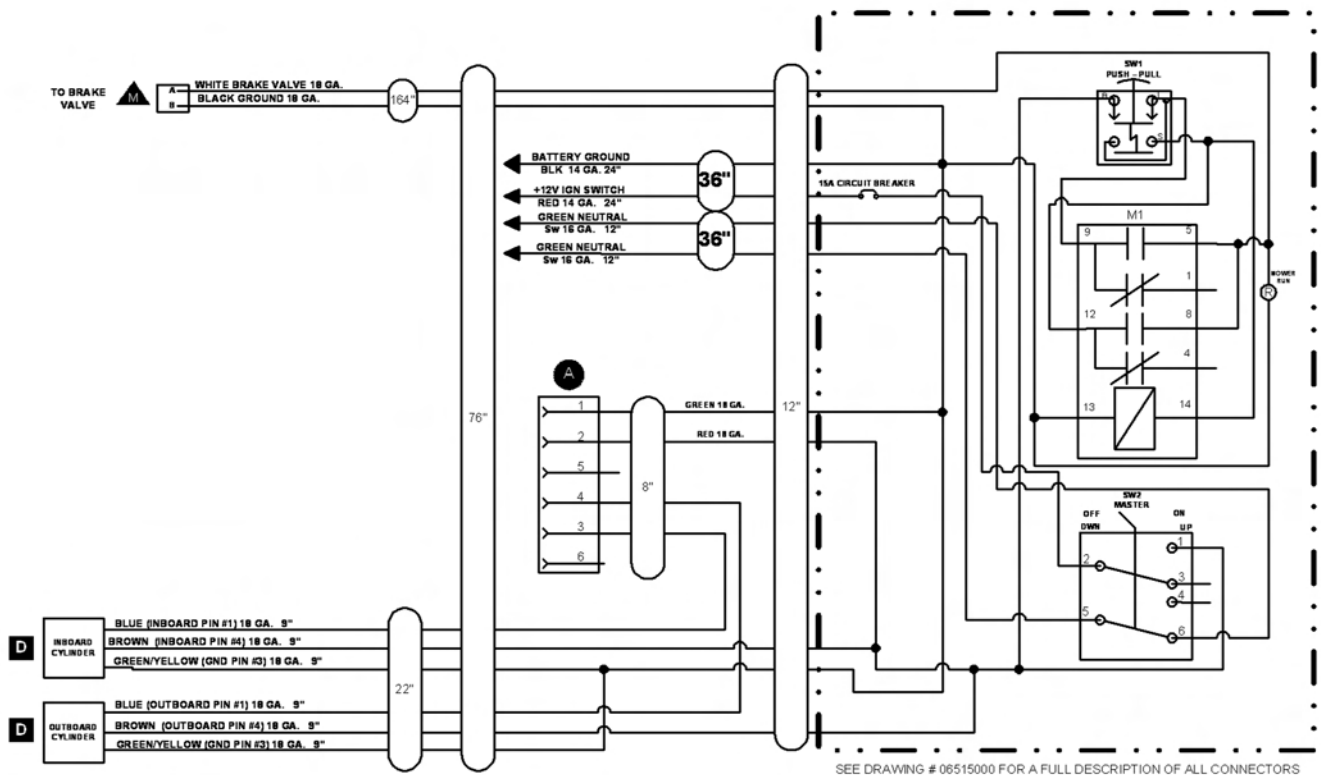 TO BRAKE
VALVE
M
A
B
WHITE BRAKE VALVE 18 GA.
BLACK GROUND 18 GA.
164"
BATTERY GROUND
BLK 14 GA. 24"
+12V IGN SWITCH
RED 14 GA. 24"
GREEN NEUTRAL
Sw 16 GA. 12"
GREEN NEUTRAL
Sw 16 GA. 12"
36"
36"
15A CIRCUIT BREAKER
SW1
PUSH - PULL
M1
9
5
1
12
8
4
13
14
R
MOWER
RUN
76"
12"
A
1
2
5
4
3
6
8"
GREEN 18 GA.
RED 18 GA.
SW2
MASTER
OFF
ON
DWN
UP
1
2
3
4
5
6
D
INBOARD
CYLINDER
BLUE (INBOARD PIN #1) 18 GA. 9"
BROWN (INBOARD PIN #4) 18 GA. 9"
GREEN/YELLOW (GND PIN #3) 18 GA. 9"
22"
D
OUTBOARD
CYLINDER
BLUE (OUTBOARD PIN #1) 18 GA. 9"
BROWN (OUTBOARD PIN #4) 18 GA. 9"
GREEN/YELLOW (GND PIN #3) 18 GA. 9"
SEE DRAWING # 06515000 FOR A FULL DESCRIPTION OF ALL CONNECTORS